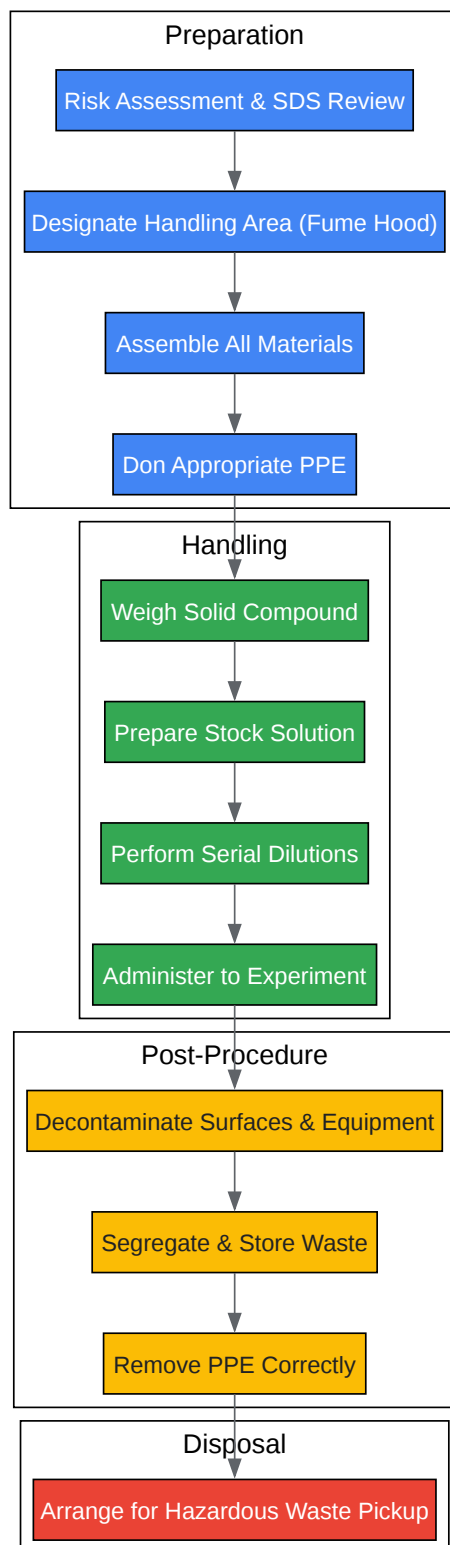 Preparation
Risk Assessment & SDS Review
Designate Handling Area (Fume Hood)
Assemble All Materials
Don Appropriate PPE
Handling
Weigh Solid Compound
Prepare Stock Solution
Perform Serial Dilutions
Administer to Experiment
Post-Procedure
Decontaminate Surfaces & Equipment
Segregate & Store Waste
Remove PPE Correctly
Disposal
Arrange for Hazardous Waste Pickup